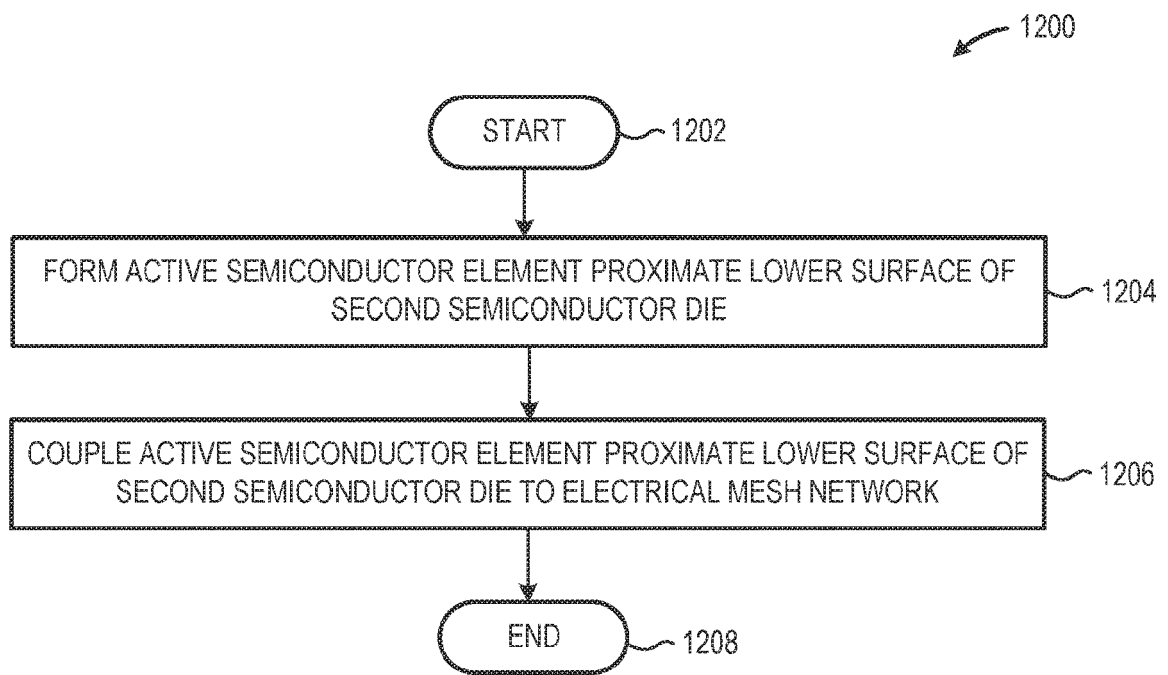 1200
START
1202
FORM ACTIVE SEMICONDUCTOR ELEMENT PROXIMATE LOWER SURFACE OF
SECOND SEMICONDUCTOR DIE
1204
COUPLE ACTIVE SEMICONDUCTOR ELEMENT PROXIMATE LOWER SURFACE OF
SECOND SEMICONDUCTOR DIE TO ELECTRICAL MESH NETWORK
1206
END
1208